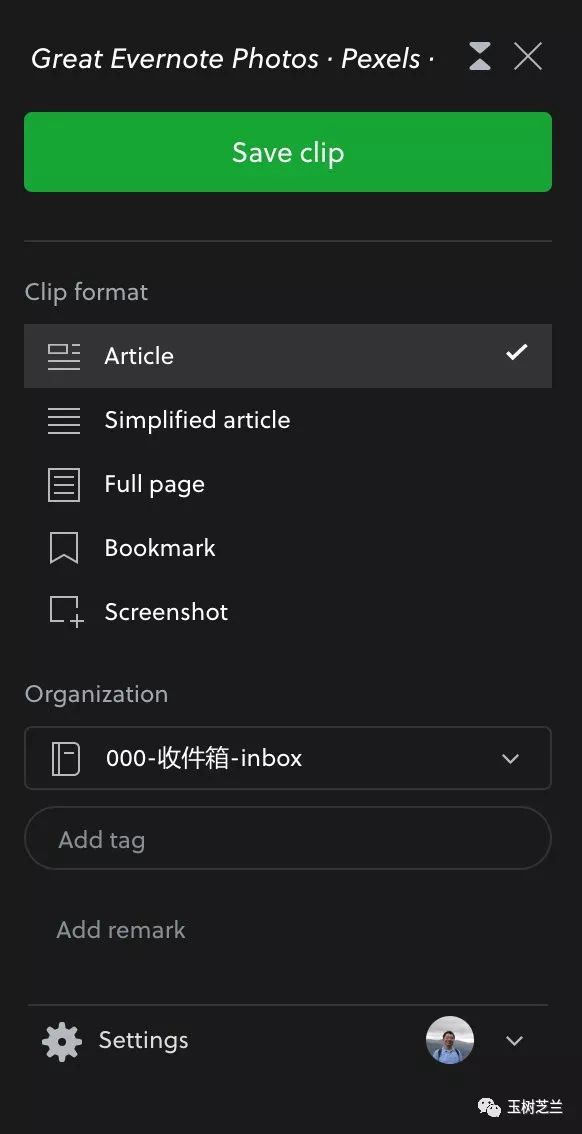 Great Evernote Photos · Pexels ·
Save clip
Clip format
Article
Simplified article
Full page
Bookmark
Screenshot
Organization
000-收件箱-inbox
Add tag
Add remark
Settings
玉树芝兰